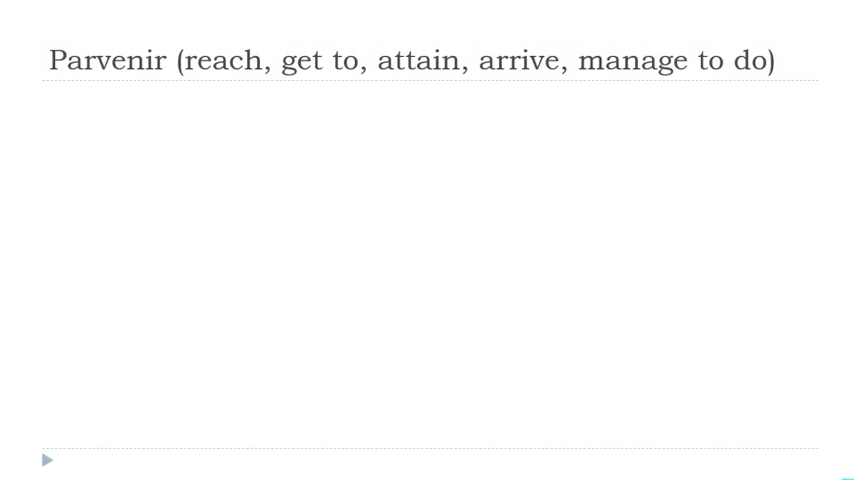 Parvenir (reach, get to, attain, arrive, manage to do)